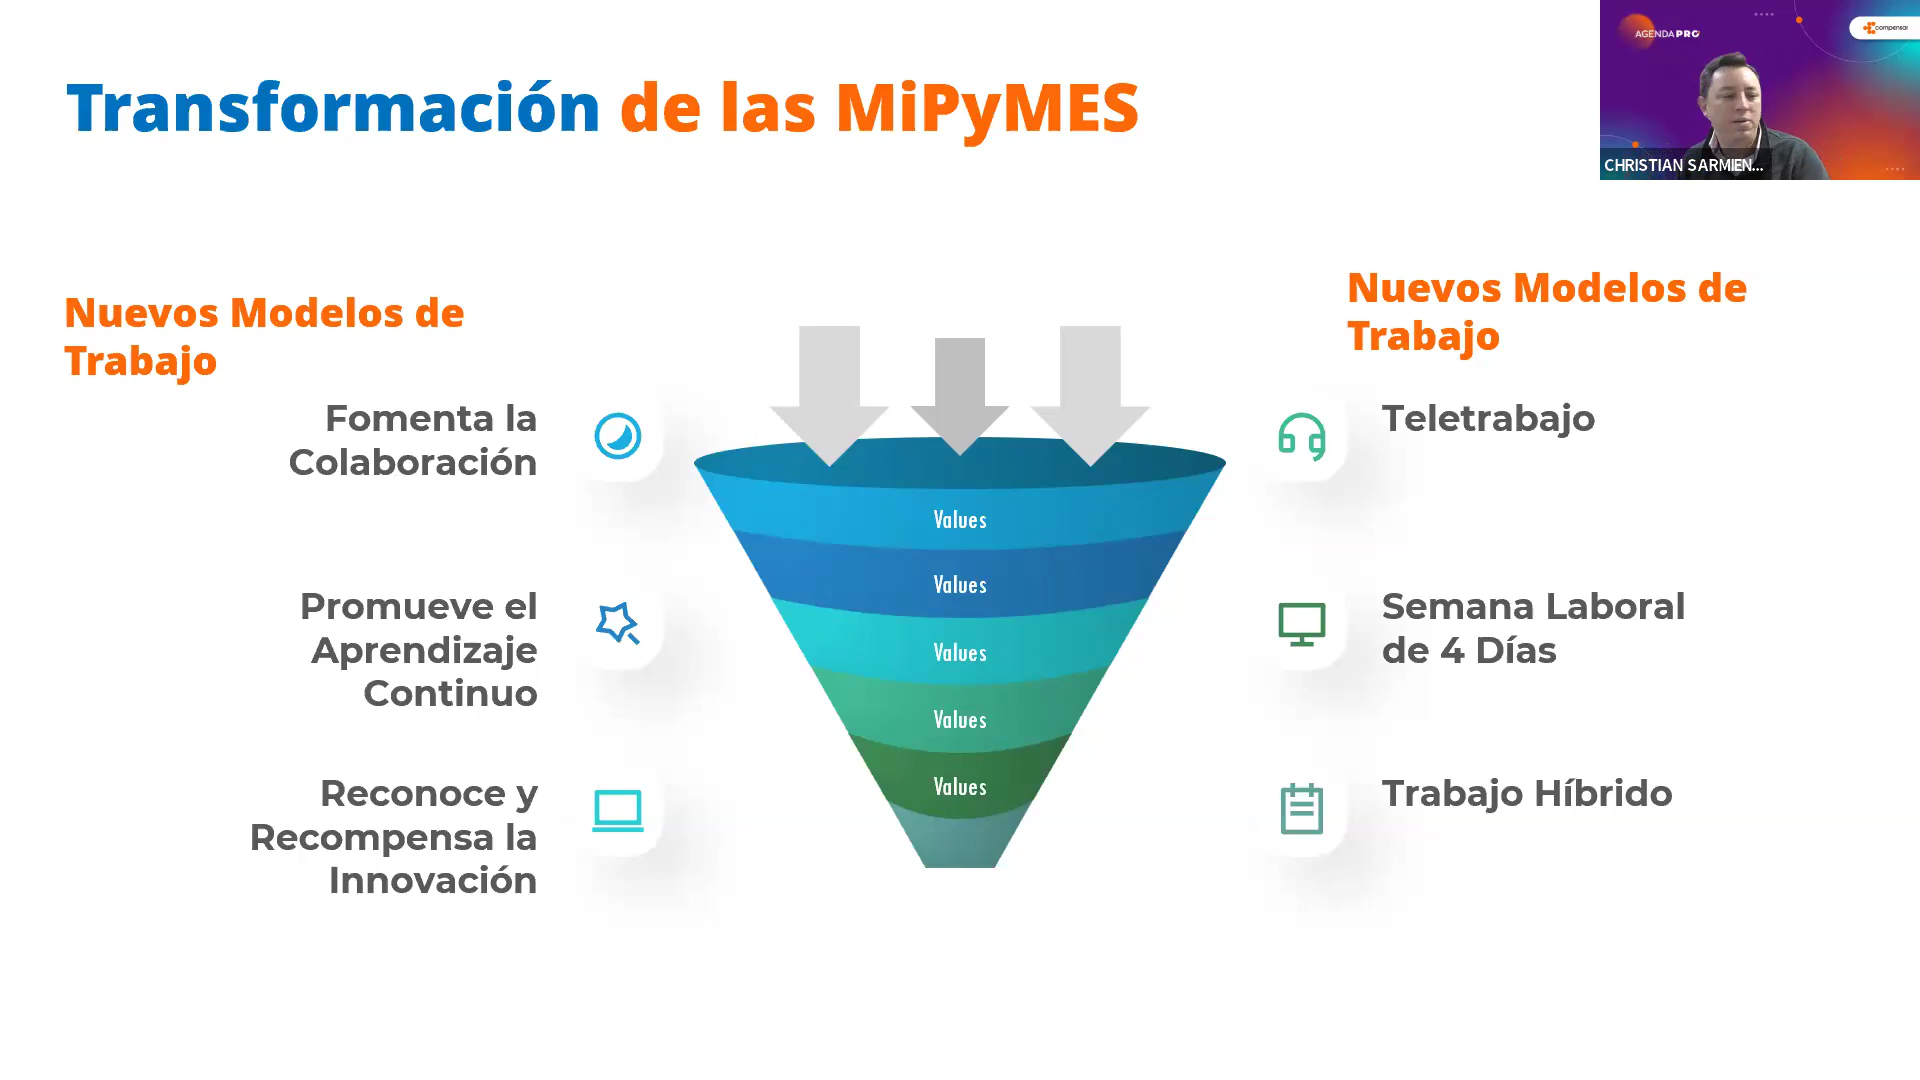 Transformación de las MiPyMES
AGENDAPRO
compensar
CHRISTIAN SARMIEN...
Nuevos Modelos de
Trabajo
Fomenta la
Colaboración
Promueve el
Aprendizaje
Continuo
Reconoce y
Recompensa la
Innovación
Values
Values
Values
Values
Values
Nuevos Modelos de
Trabajo
Teletrabajo
Semana Laboral
de 4 Días
Trabajo Híbrido